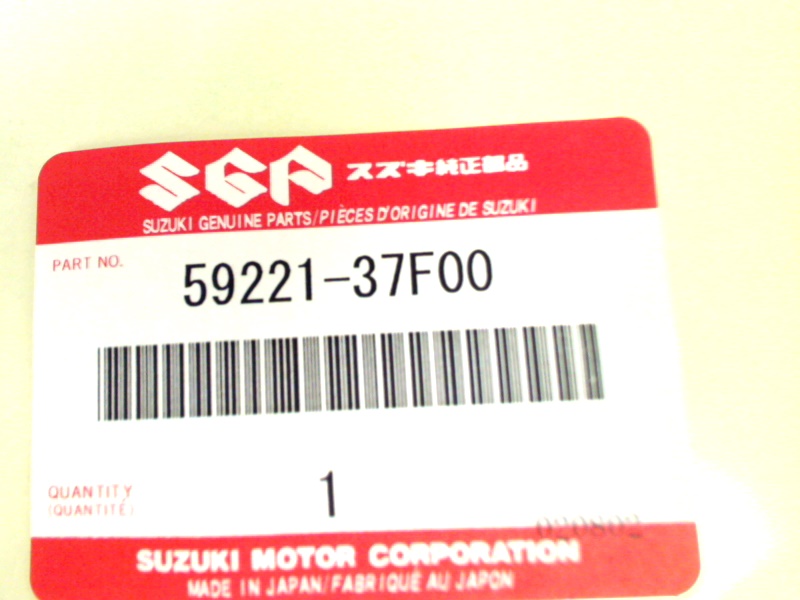 SGP スズキ純正部品
SUZUKI GENUINE PARTS/PIÈCES D'ORIGINE DE SUZUKI
PART NO. 59221-37F00
QUANTITY 1
(QUANTITÉ)
020802
SUZUKI MOTOR CORPORATION
MADE IN JAPAN/FABRIQUÉ AU JAPON